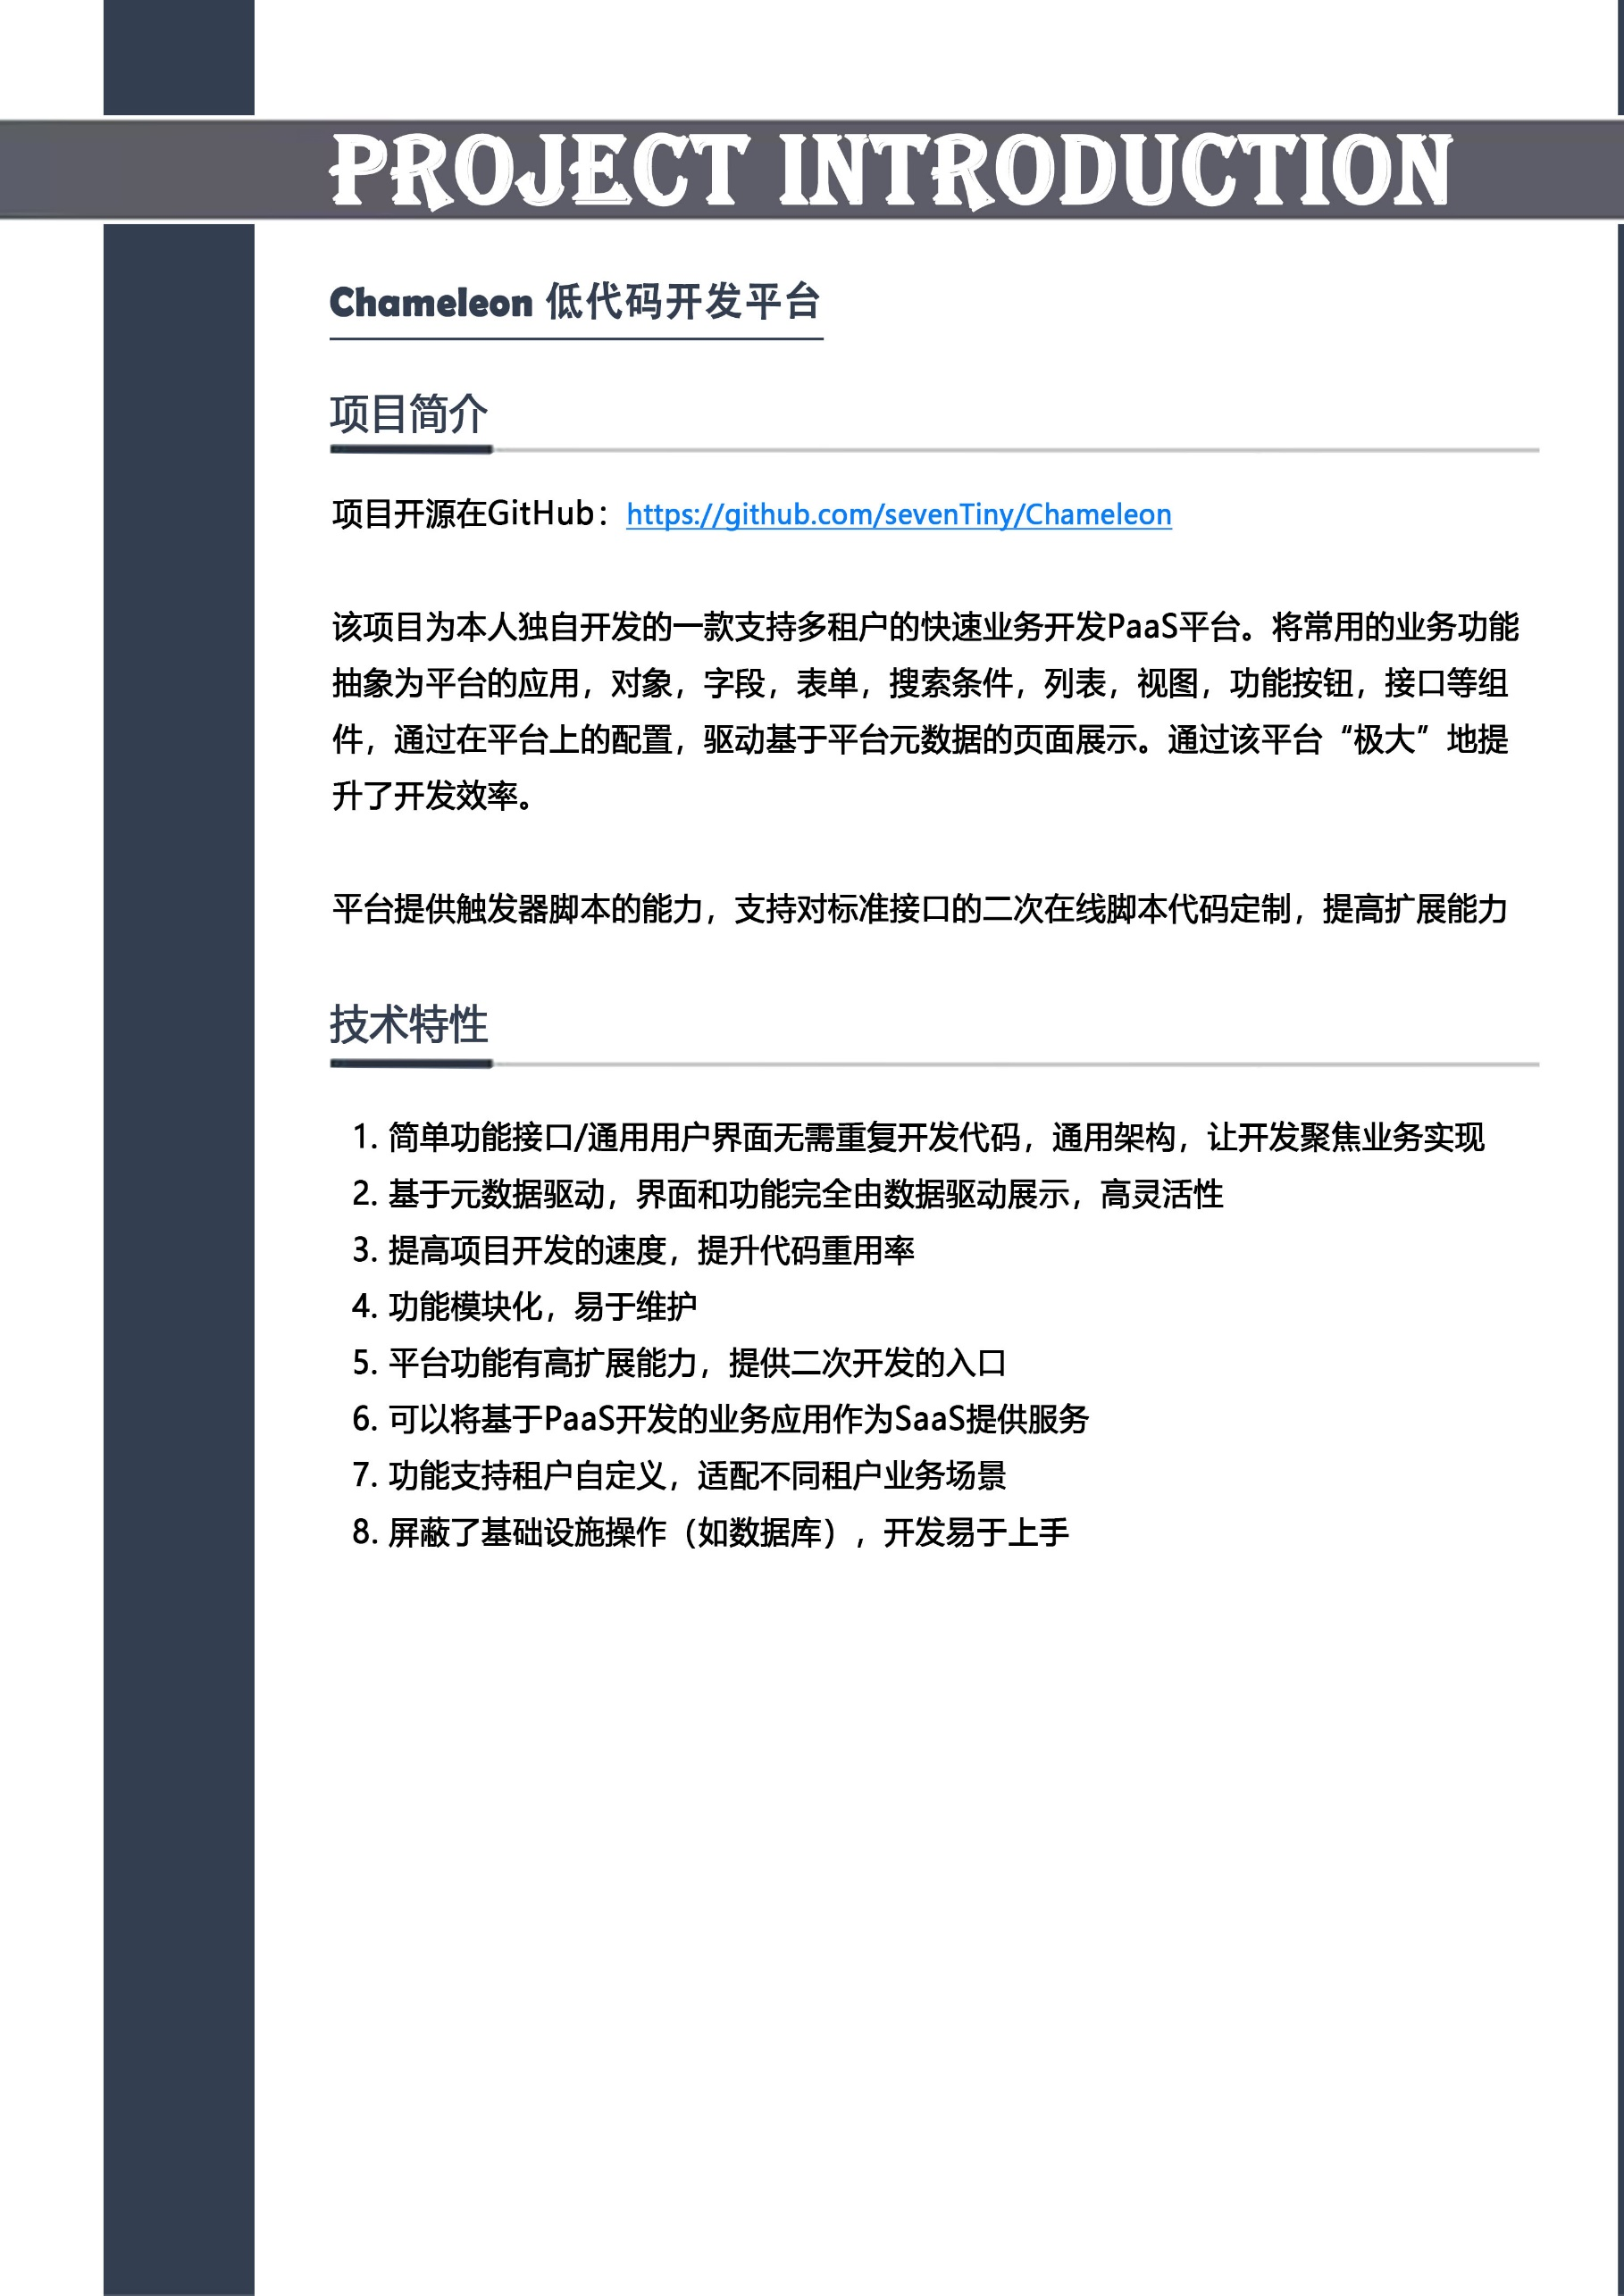 PROJECT INTRODUCTION
Chameleon 低代码开发平台
项目简介
项目开源在GitHub：https://github.com/sevenTiny/Chameleon
该项目为本人独自开发的一款支持多租户的快速业务开发PaaS平台。将常用的业务功能
抽象为平台的应用，对象，字段，表单，搜索条件，列表，视图，功能按钮，接口等组
件，通过在平台上的配置，驱动基于平台元数据的页面展示。通过该平台“极大”地提
升了开发效率。
平台提供触发器脚本的能力，支持对标准接口的二次在线脚本代码定制，提高扩展能力
技术特性
1. 简单功能接口/通用用户界面无需重复开发代码，通用架构，让开发聚焦业务实现
2. 基于元数据驱动，界面和功能完全由数据驱动展示，高灵活性
3. 提高项目开发的速度，提升代码重用率
4. 功能模块化，易于维护
5. 平台功能有高扩展能力，提供二次开发的入口
6. 可以将基于PaaS开发的业务应用作为SaaS提供服务
7. 功能支持租户自定义，适配不同租户业务场景
8. 屏蔽了基础设施操作（如数据库），开发易于上手